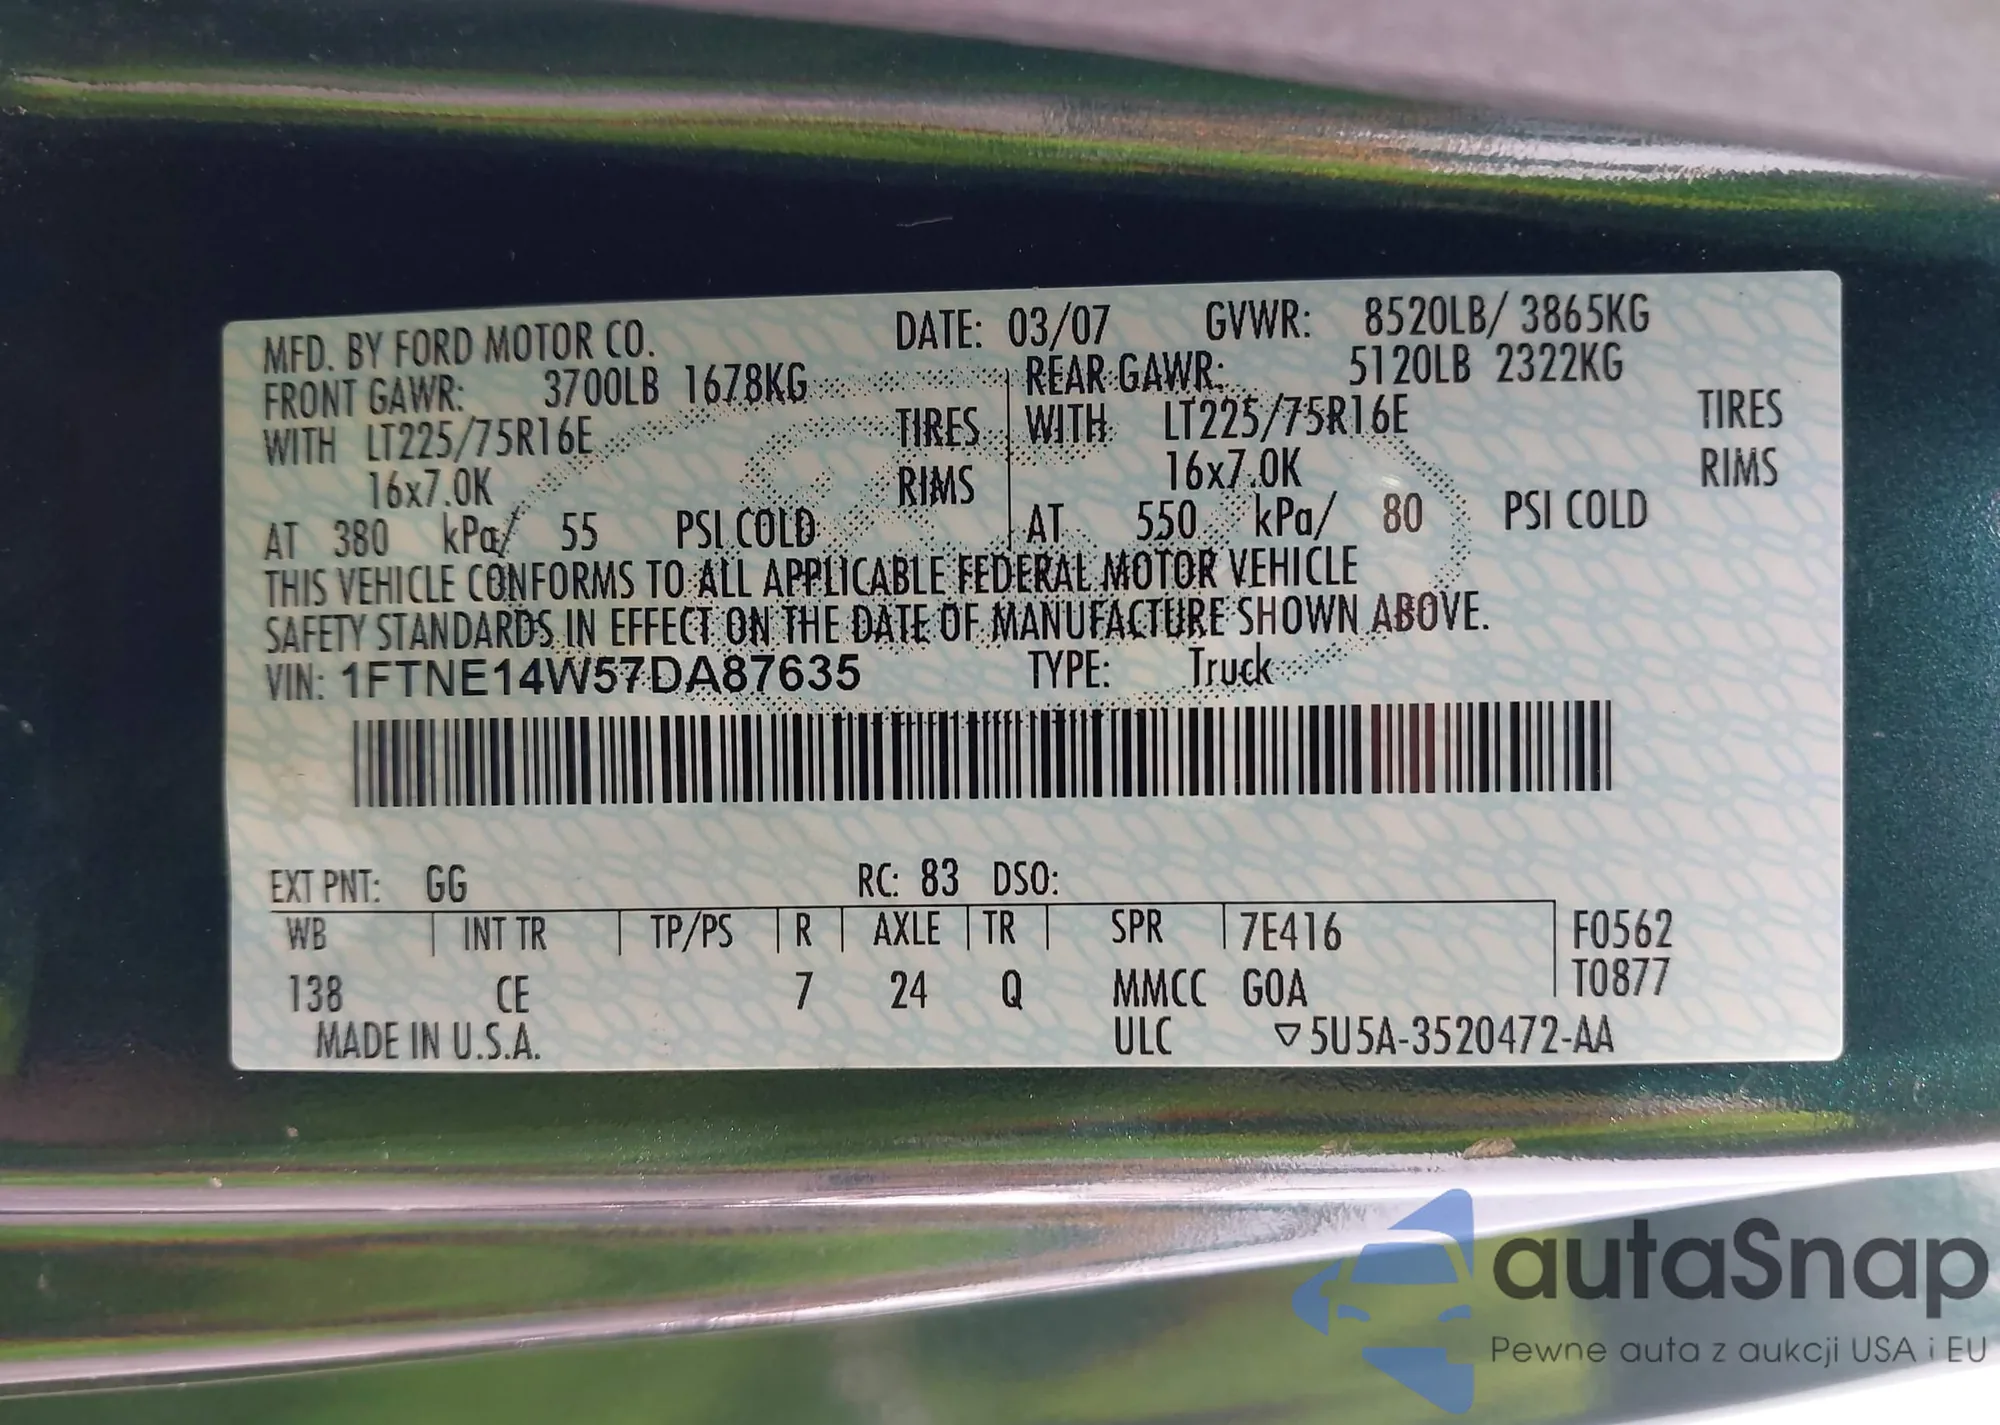 MFD. BY FORD MOTOR CO. DATE: 03/07 GVWR: 8520LB/ 3865KG
FRONT GAWR: 3700LB 1678KG REAR GAWR: 5120LB 2322KG
WITH LT225/75R16E TIRES WITH LT225/75R16E TIRES
16x7.0K RIMS 16x7.0K RIMS
AT 380 kPa/ 55 PSI COLD AT 550 kPa/ 80 PSI COLD
THIS VEHICLE CONFORMS TO ALL APPLICABLE FEDERAL MOTOR VEHICLE
SAFETY STANDARDS IN EFFECT ON THE DATE OF MANUFACTURE SHOWN ABOVE.
VIN: 1FTNE14W57DA87635 TYPE: Truck
EXT PNT: GG RC: 83 DSO:
WB INT TR TP/PS R AXLE TR SPR 7E416 F0562
138 CE 7 24 Q MMCC GOA T0877
MADE IN U.S.A. ULC ▽5U5A-3520472-AA
autaSnap
Pewne auta z aukcji USA i EU